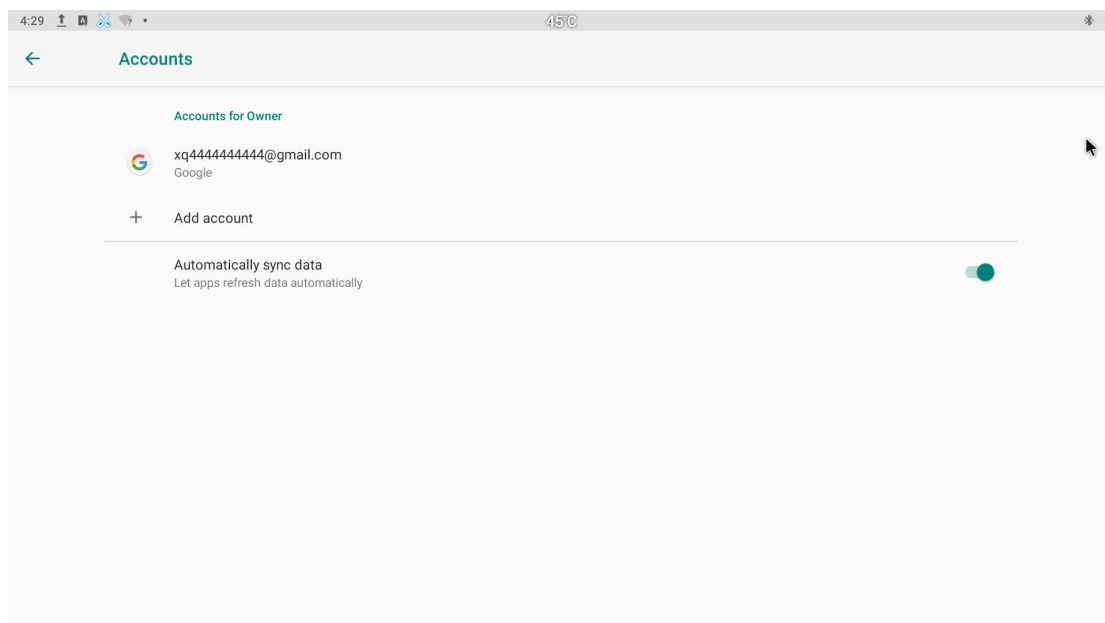 4:29
45°C
Accounts
Accounts for Owner
xq4444444444@gmail.com
Google
Add account
Automatically sync data
Let apps refresh data automatically